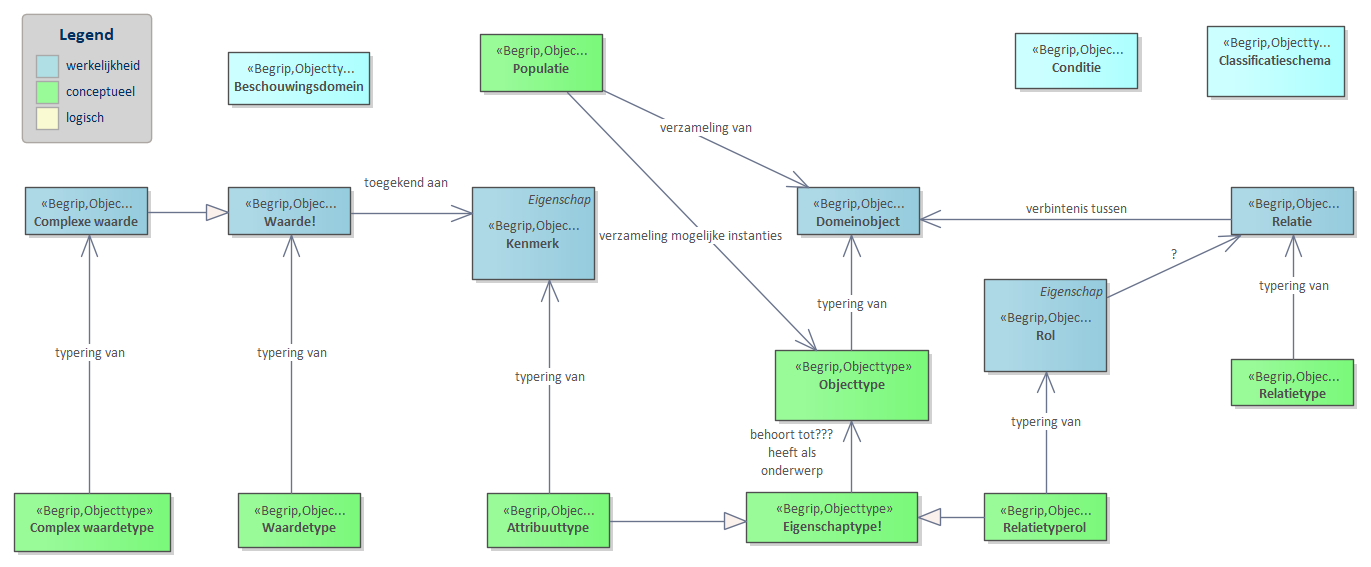 Legend
werkelijkheid
conceptueel
logisch
«Begrip,Objectty...
Beschouwingsdomein
«Begrip,Objec...
Populatie
«Begrip,Objec...
Conditie
«Begrip,Objectty...
Classificatieschema
verzameling van
toegekend aan
«Begrip,Objec...
Complexe waarde
«Begrip,Objec...
Waarde!
Eigenschap
«Begrip,Objec...
Kenmerk
«Begrip,Objec...
Domeinobject
verbintenis tussen
«Begrip,Objec...
Relatie
verzameling mogelijke instanties
?
Eigenschap
«Begrip,Objec...
Rol
typering van
typering van
typering van
typering van
typering van
«Begrip,Objecttype»
Objecttype
«Begrip,Objec...
Relatietype
typering van
behoort tot???
heeft als
onderwerp
«Begrip,Objecttype»
Complex waardetype
«Begrip,Objec...
Waardetype
«Begrip,Objec...
Attribuuttype
«Begrip,Objecttype»
Eigenschaptype!
«Begrip,Objec...
Relatietyperol